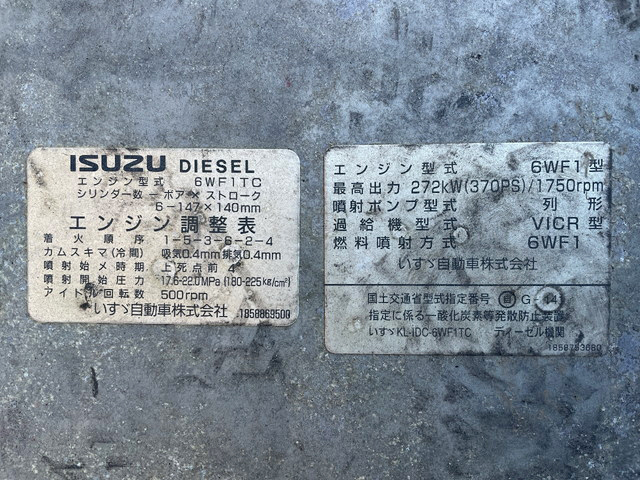 ISUZU DIESEL
エンジン型式 6WF1TC
シリンダ数－ボア×ストローク
6－147×140mm
エンジン調整表
着火順序 1-5-3-6-2-4
カムスキマ(冷間) 吸気0.4mm排気0.4mm
噴射始メ時期 上死点前 4°
噴射開始圧力 17.6-22.0MPa(180-225kg/cm²)
アイドル回転数 500rpm
いすゞ自動車株式会社 1858869500
エンジン型式 6WF1型
最高出力 272kW(370PS)/1750rpm
噴射ポンプ型式 列形
過給機型式 VICR型
燃料噴射方式 6WF1
いすゞ自動車株式会社
国土交通省型式指定番号 自 G-
指定に係る一酸化炭素等発散防止装置
いすゞKL-IDC-6WF1TC ディーゼル機関